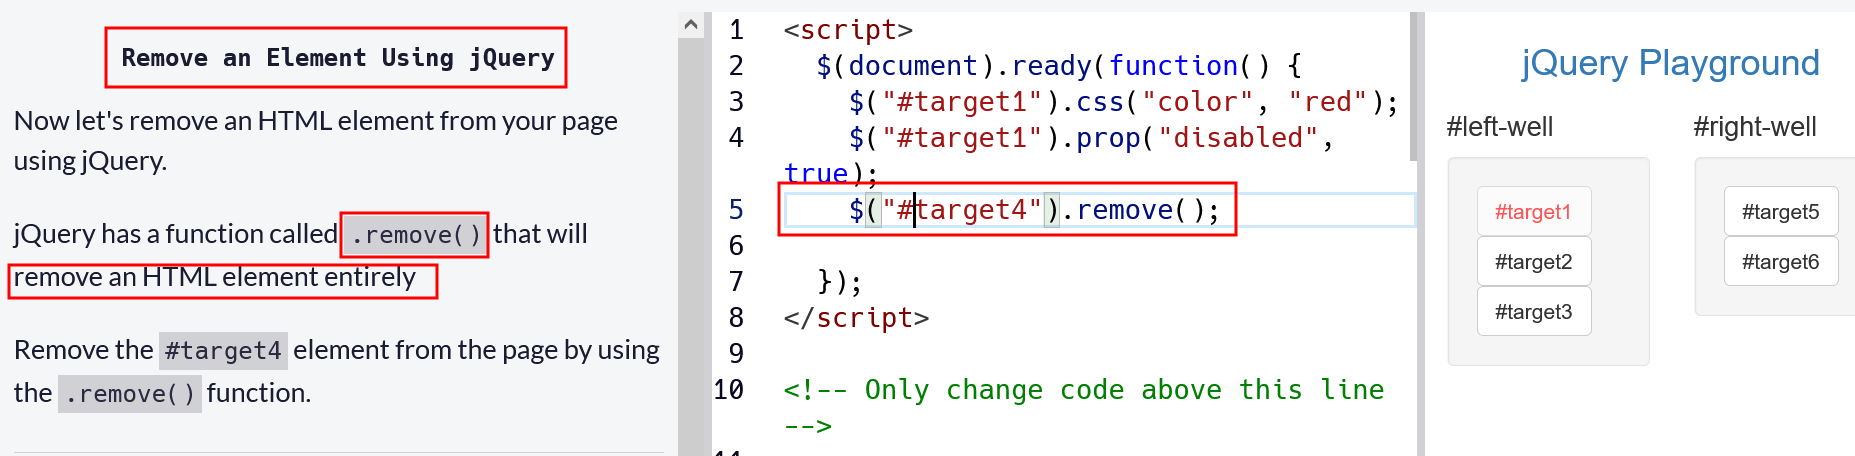 Remove an Element Using jQuery
Now let's remove an HTML element from your page
using jQuery.
jQuery has a function called .remove() that will
remove an HTML element entirely
Remove the #target4 element from the page by using
the .remove() function.
1 <script>
2 $(document).ready(function() {
3 $("#target1").css("color", "red");
4 $("#target1").prop("disabled",
true);
5 $("#target4").remove();
6
7 });
8 </script>
9
10 <!-- Only change code above this line
-->
jQuery Playground
#left-well
#target1
#target2
#target3
#right-well
#target5
#target6